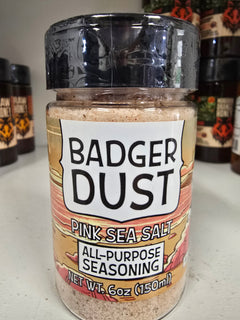 BADGER
DUST
PINK SEA SALT
ALL-PURPOSE
SEASONING
NET WT. 6oz (150ml)